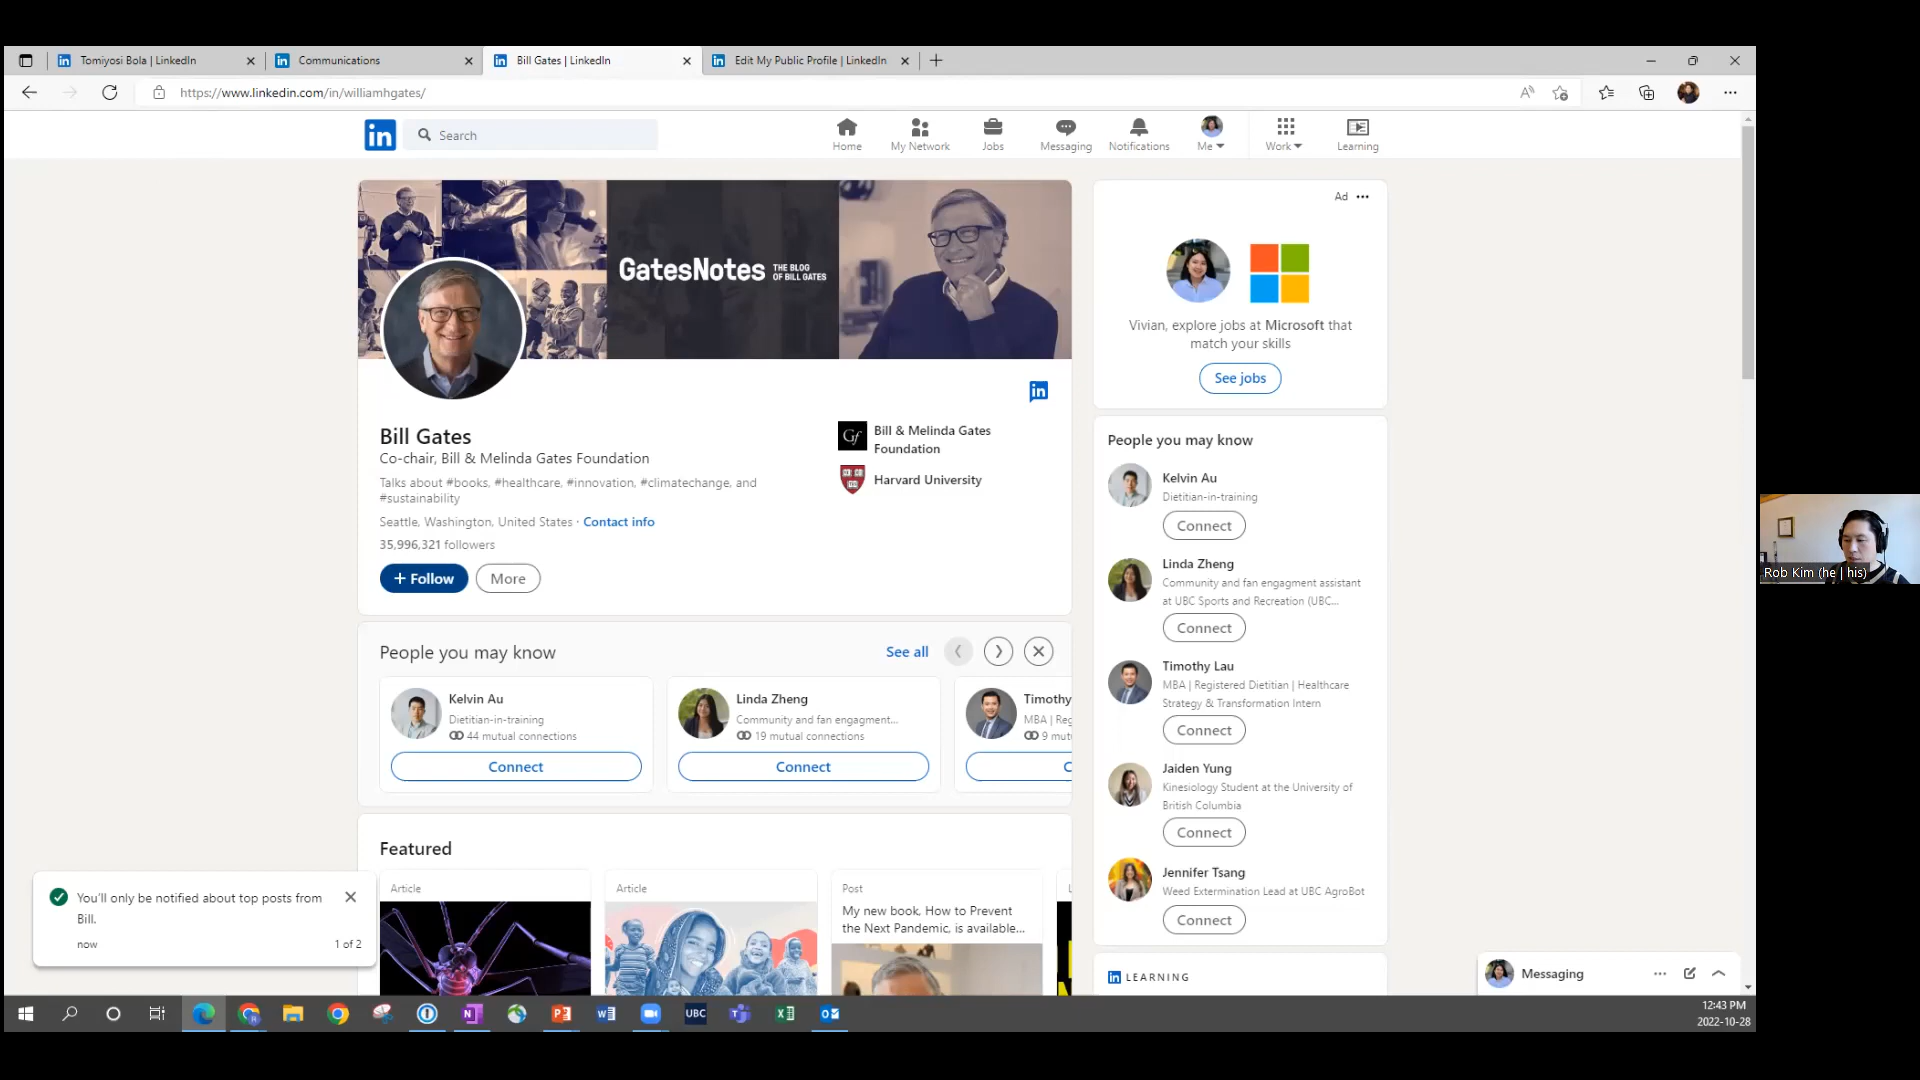 Tomiyosi Bola | LinkedIn
Communications
Bill Gates | LinkedIn
Edit My Public Profile | LinkedIn
https://www.linkedin.com/in/williamhgates/
in
Search
Home
My Network
Jobs
Messaging
Notifications
Me
Work
Learning
GatesNotes THE BLOG OF BILL GATES
in
Bill Gates
Co-chair, Bill & Melinda Gates Foundation
Talks about #books, #healthcare, #innovation, #climatechange, and
#sustainability
Seattle, Washington, United States · Contact info
35,996,321 followers
+ Follow
More
Gf
Bill & Melinda Gates
Foundation
Harvard University
People you may know
See all
Kelvin Au
Dietitian-in-training
44 mutual connections
Connect
Linda Zheng
Community and fan engagment...
19 mutual connections
Connect
Timothy
MBA | Reg
9 mut
C
Featured
Article
Article
Post
My new book, How to Prevent
the Next Pandemic, is available...
L
Ad
Vivian, explore jobs at Microsoft that
match your skills
See jobs
People you may know
Kelvin Au
Dietitian-in-training
Connect
Linda Zheng
Community and fan engagment assistant
at UBC Sports and Recreation (UBC...
Connect
Timothy Lau
MBA | Registered Dietitian | Healthcare
Strategy & Transformation Intern
Connect
Jaiden Yung
Kinesiology Student at the University of
British Columbia
Connect
Jennifer Tsang
Weed Extermination Lead at UBC AgroBot
Connect
in LEARNING
You'll only be notified about top posts from
Bill.
now
1 of 2
Messaging
UBC
12:43 PM
2022-10-28
Rob Kim (he | his)